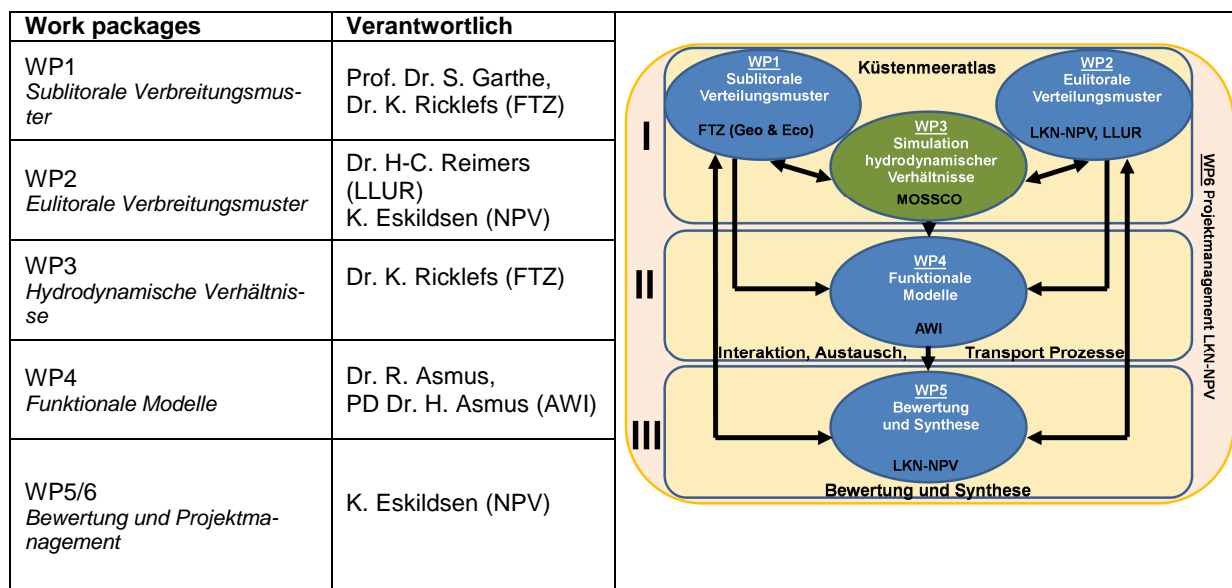 Work packages
Verantwortlich
WP1
Sublitorale Verbreitungsmus-
ter
Prof. Dr. S. Garthe,
Dr. K. Ricklefs (FTZ)
WP2
Eulitorale Verbreitungsmuster
Dr. H-C. Reimers
(LLUR)
K. Eskildsen (NPV)
WP3
Hydrodynamische Verhältnis-
se
Dr. K. Ricklefs (FTZ)
WP4
Funktionale Modelle
Dr. R. Asmus,
PD Dr. H. Asmus (AWI)
WP5/6
Bewertung und Projektma-
nagement
K. Eskildsen (NPV)
I
WP1
Sublitorale
Verteilungsmuster
FTZ (Geo & Eco)
Küstenmeeratlas
WP2
Eulitorale
Verteilungsmuster
LKN-NPV, LLUR
WP3
Simulation
hydrodynamischer
Verhältnisse
MOSSCO
II
WP4
Funktionale
Modelle
AWI
Interaktion, Austausch,
Transport Prozesse
III
WP5
Bewertung
und Synthese
LKN-NPV
Bewertung und Synthese
WP6 Projektmanagement LKN-NPV